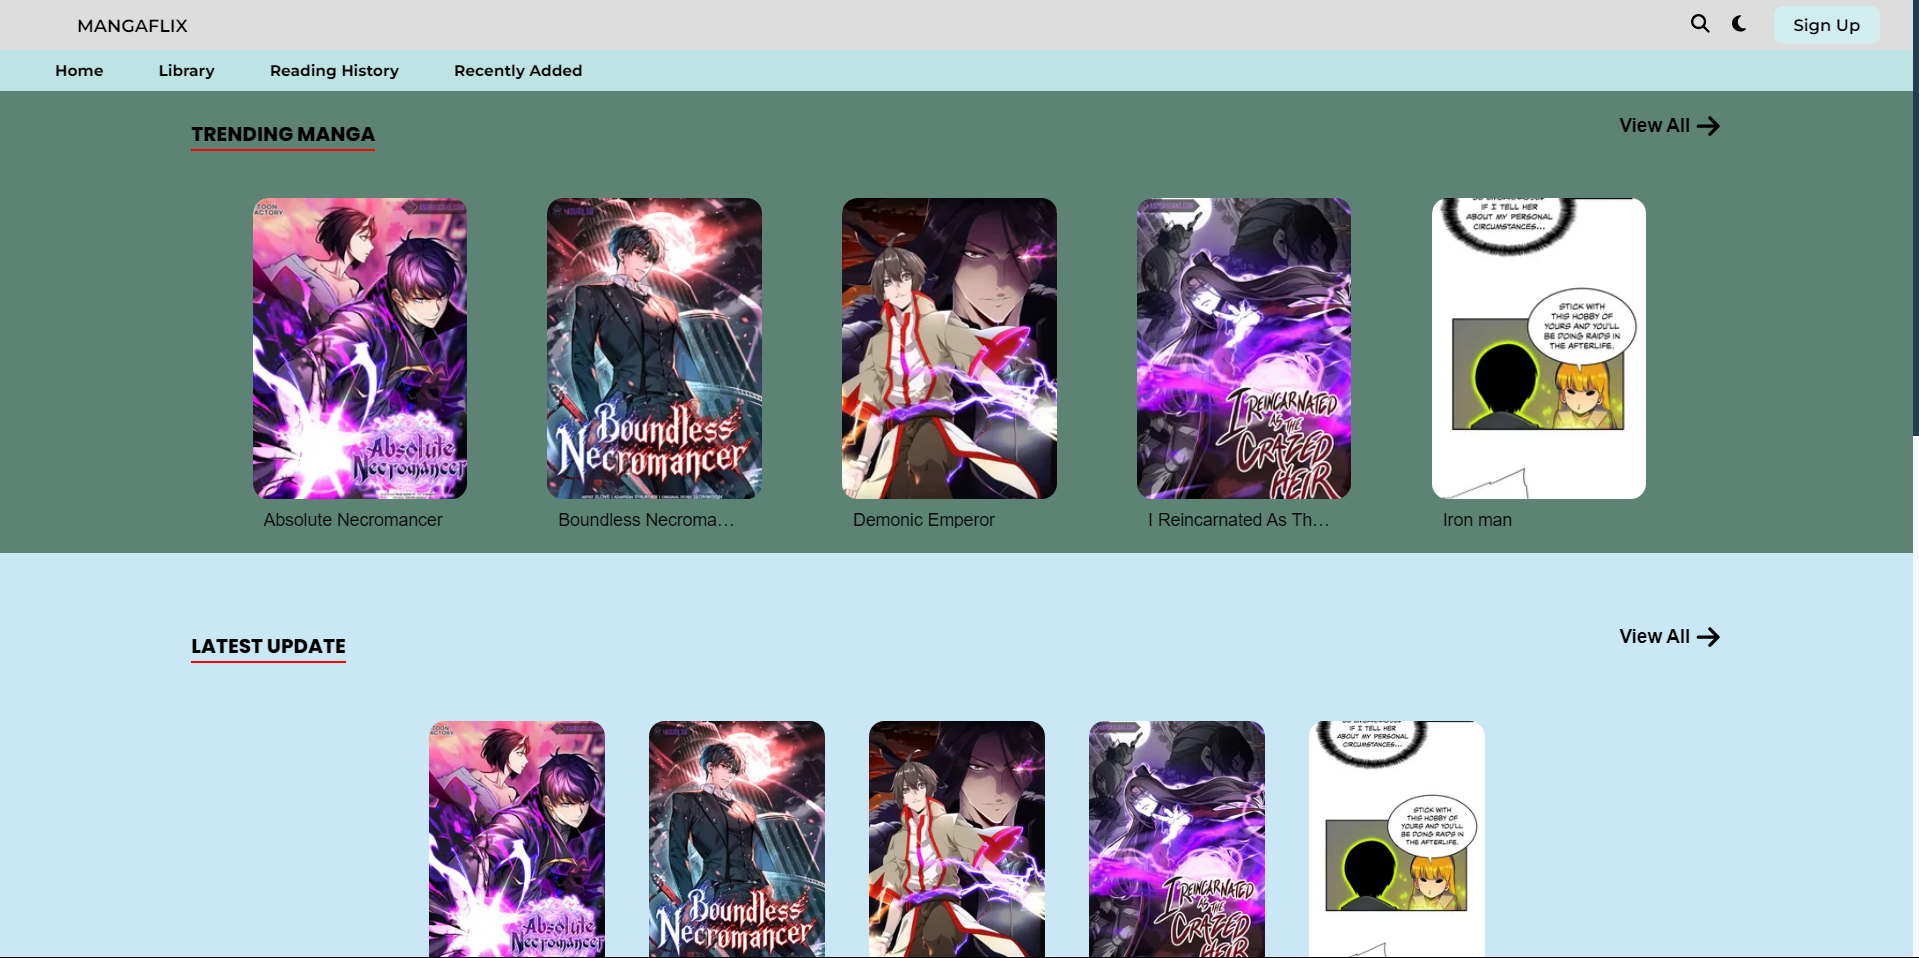 MANGAFLIX
Sign Up
Home
Library
Reading History
Recently Added
TRENDING MANGA
View All
TOON
Absolute
Necromancer
Boundless
Necromancer
I REINCARNATED
AS THE
CRAZED
HEIR
IF I TELL HER
ABOUT MY PERSONAL
CIRCUMSTANCES...
STICK WITH
THIS HOBBY OF
YOURS AND YOU'LL
BE DOING RAIDS IN
THE AFTERLIFE.
Absolute Necromancer
Boundless Necroma...
Demonic Emperor
I Reincarnated As Th...
Iron man
LATEST UPDATE
View All
TOON
Absolute
Necromancer
Boundless
Necromancer
I REINCARNATED
AS THE
CRAZED
HEIR
IF I TELL HER
ABOUT MY PERSONAL
CIRCUMSTANCES...
STICK WITH
THIS HOBBY OF
YOURS AND YOU'LL
BE DOING RAIDS IN
THE AFTERLIFE.